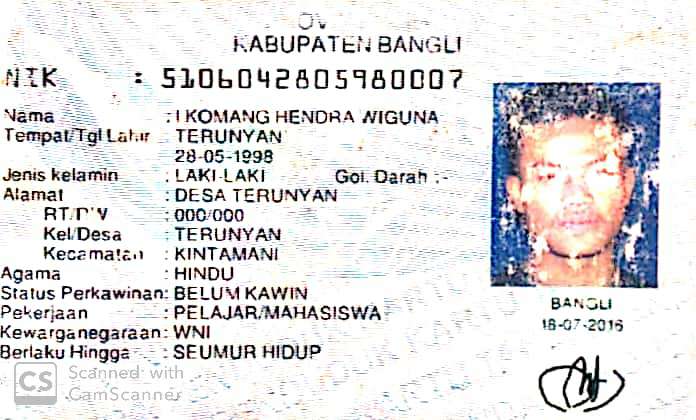 KABUPATEN BANGLI
NIK : 5106042805980007
Nama : I KOMANG HENDRA WIGUNA
Tempat/Tgl Lahir : TERUNYAN
28-05-1998
Jenis kelamin : LAKI-LAKI Gol. Darah : -
Alamat : DESA TERUNYAN
RT/RW : 000/000
Kel/Desa : TERUNYAN
Kecamatan : KINTAMANI
Agama : HINDU
Status Perkawinan: BELUM KAWIN
Pekerjaan : PELAJAR/MAHASISWA
Kewarganegaraan: WNI
Berlaku Hingga : SEUMUR HIDUP
BANGLI
18-07-2016
CS Scanned with
CamScanner